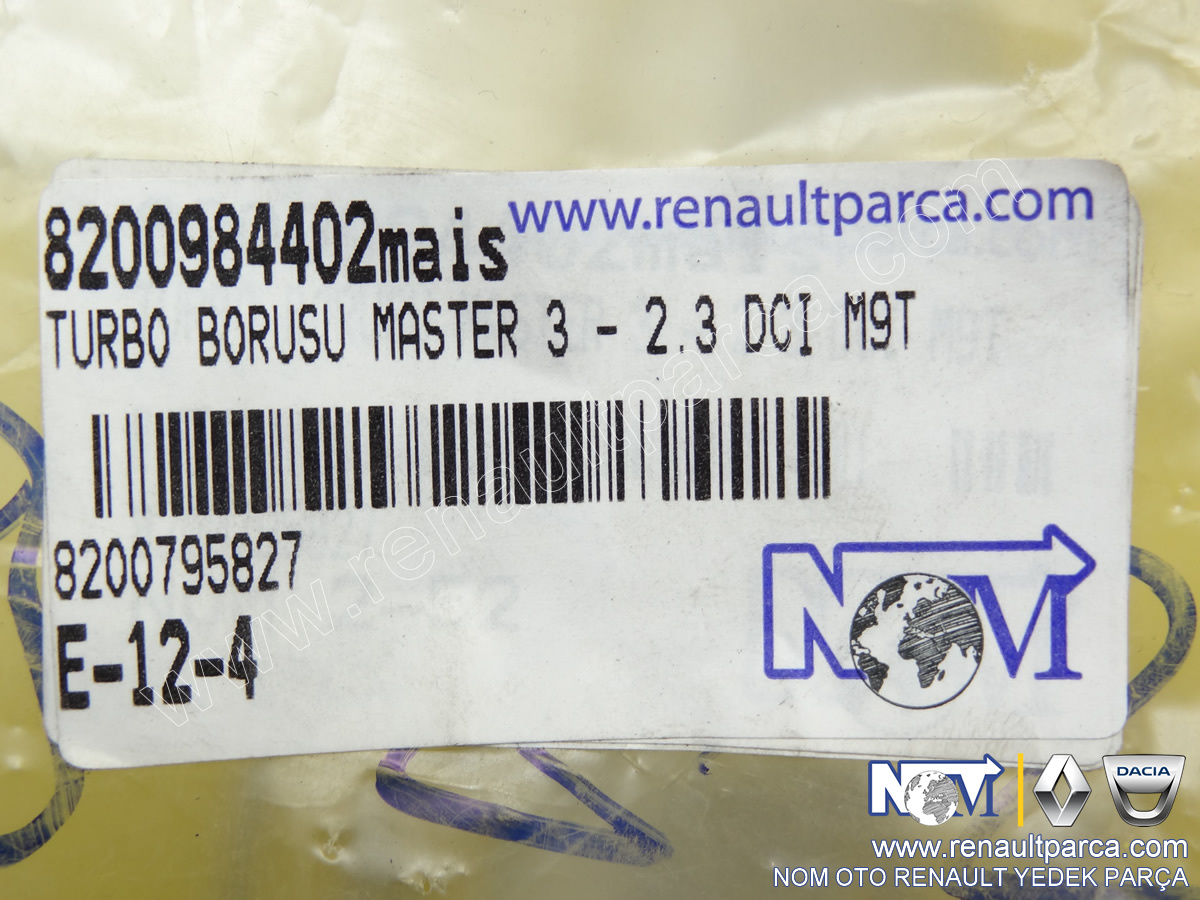 www.renaultparca.com
8200984402mais
TURBO BORUSU MASTER 3 - 2.3 DCI M9T
8200795827
E-12-4
NOM
www.renaultparca.com
NOM
DACIA
www.renaultparca.com
NOM OTO RENAULT YEDEK PARÇA